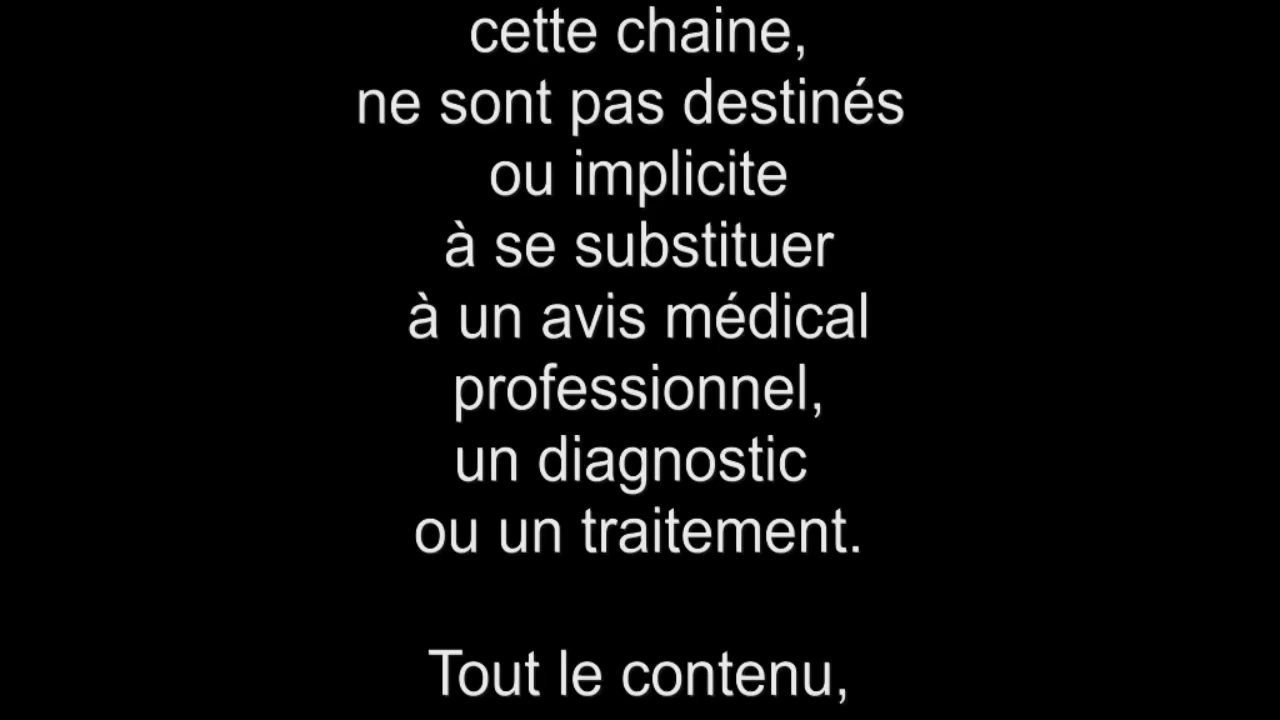 cette chaine,
ne sont pas destinés
ou implicite
à se substituer
à un avis médical
professionnel,
un diagnostic
ou un traitement.
Tout le contenu,